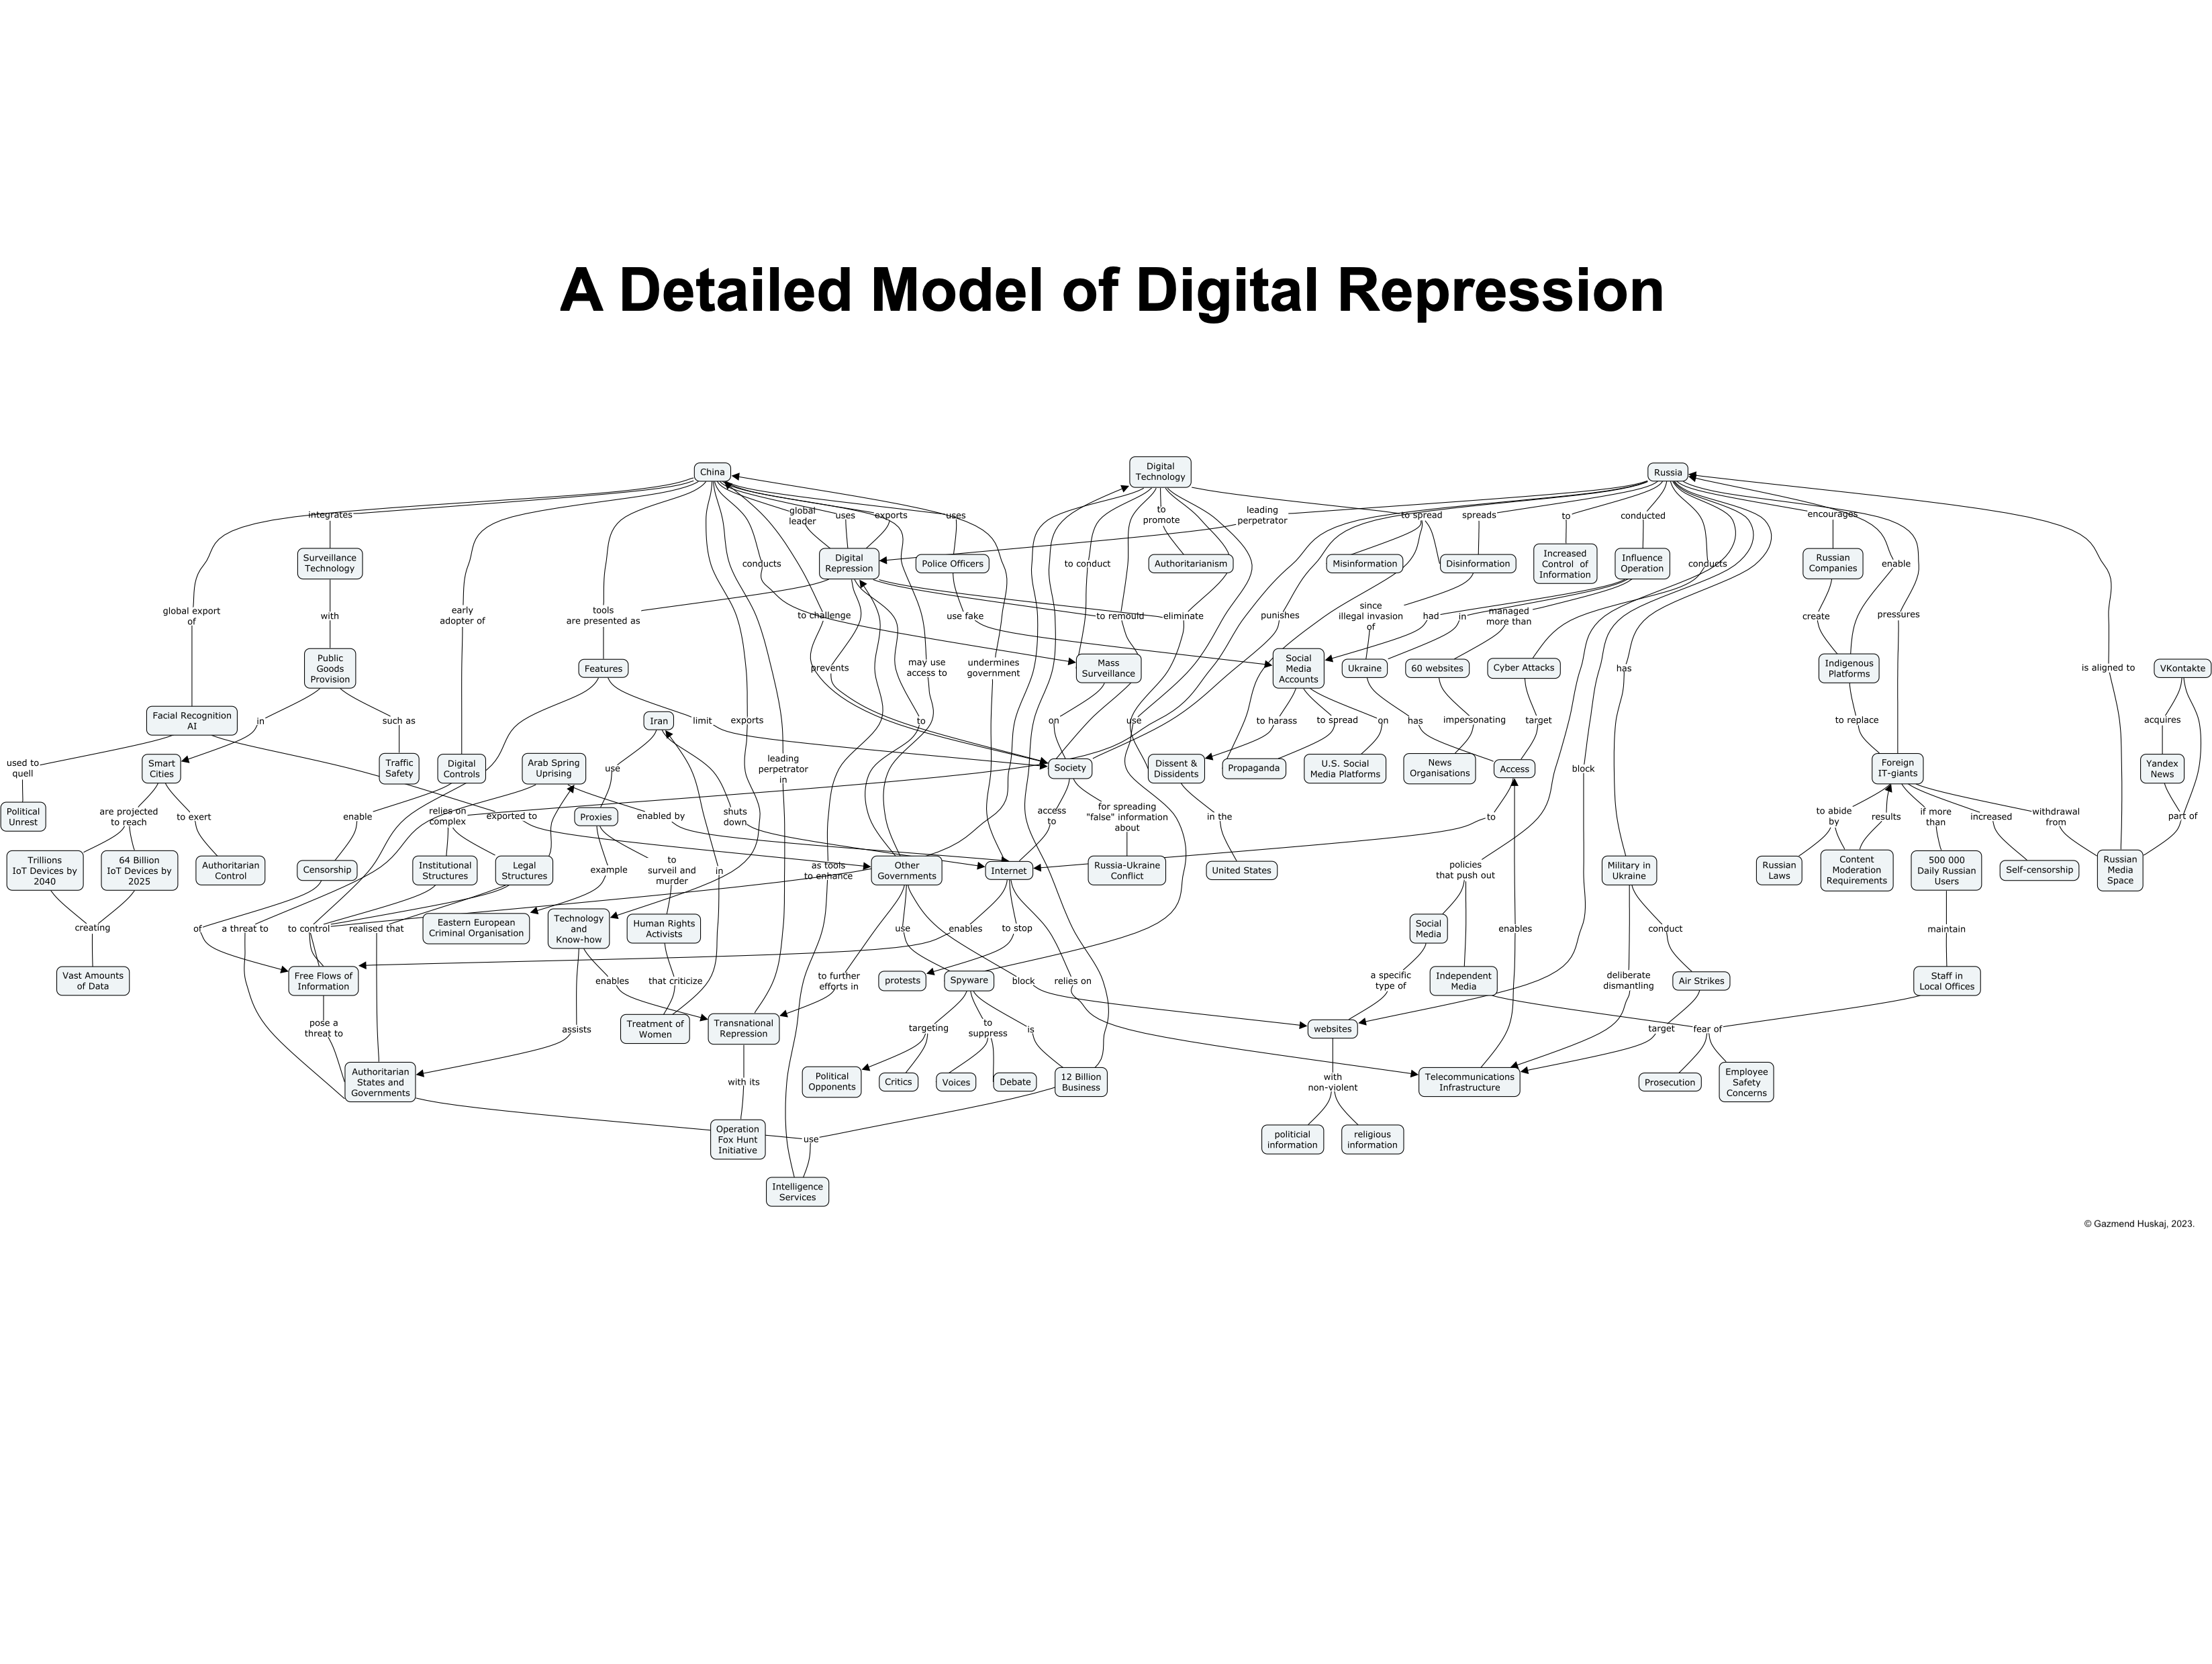 A Detailed Model of Digital Repression
China
Digital
Technology
Russia
integrates
global
leader
uses
exports
uses
to
promote
leading
perpetrator
to spread
spreads
to
conducted
encourages
Surveillance
Technology
conducts
Digital
Repression
Police Officers
to conduct
Authoritarianism
Misinformation
Disinformation
Increased
Control of
Information
Influence
Operation
conducts
Russian
Companies
enable
global export
of
with
early
adopter of
tools
are presented as
to challenge
use fake
to remould
eliminate
punishes
since
illegal invasion
of
had
in
managed
more than
create
pressures
Public
Goods
Provision
Features
prevents
may use
access to
undermines
government
Mass
Surveillance
Social
Media
Accounts
Ukraine
60 websites
Cyber Attacks
has
Indigenous
Platforms
is aligned to
VKontakte
Facial Recognition
AI
in
such as
Iran
limit
exports
to
on
use
to harass
to spread
on
has
impersonating
target
to replace
acquires
used to
quell
Smart
Cities
Traffic
Safety
Digital
Controls
Arab Spring
Uprising
use
leading
perpetrator
in
Society
Dissent &
Dissidents
Propaganda
U.S. Social
Media Platforms
News
Organisations
Access
block
Foreign
IT-giants
Yandex
News
Political
Unrest
are projected
to reach
to exert
enable
relies on
complex
exported to
Proxies
enabled by
shuts
down
access
to
for spreading
"false" information
about
in the
to
to abide
by
results
if more
than
increased
withdrawal
from
part of
Trillions
IoT Devices by
2040
64 Billion
IoT Devices by
2025
Authoritarian
Control
Censorship
Institutional
Structures
Legal
Structures
example
to
surveil and
murder
in
as tools
to enhance
Other
Governments
Internet
Russia-Ukraine
Conflict
United States
policies
that push out
Military in
Ukraine
Russian
Laws
Content
Moderation
Requirements
500 000
Daily Russian
Users
Self-censorship
Russian
Media
Space
creating
of
a threat to
to control
realised that
Eastern European
Criminal Organisation
Technology
and
Know-how
Human Rights
Activists
use
enables
to stop
Social
Media
enables
conduct
maintain
Vast Amounts
of Data
Free Flows of
Information
enables
that criticize
to further
efforts in
protests
Spyware
block
relies on
a specific
type of
Independent
Media
deliberate
dismantling
Air Strikes
Staff in
Local Offices
pose a
threat to
assists
Treatment of
Women
Transnational
Repression
targeting
to
suppress
is
websites
target
fear of
Authoritarian
States and
Governments
with its
Political
Opponents
Critics
Voices
Debate
12 Billion
Business
with
non-violent
Telecommunications
Infrastructure
Prosecution
Employee
Safety
Concerns
Operation
Fox Hunt
Initiative
use
politicial
information
religious
information
Intelligence
Services
© Gazmend Huskaj, 2023.